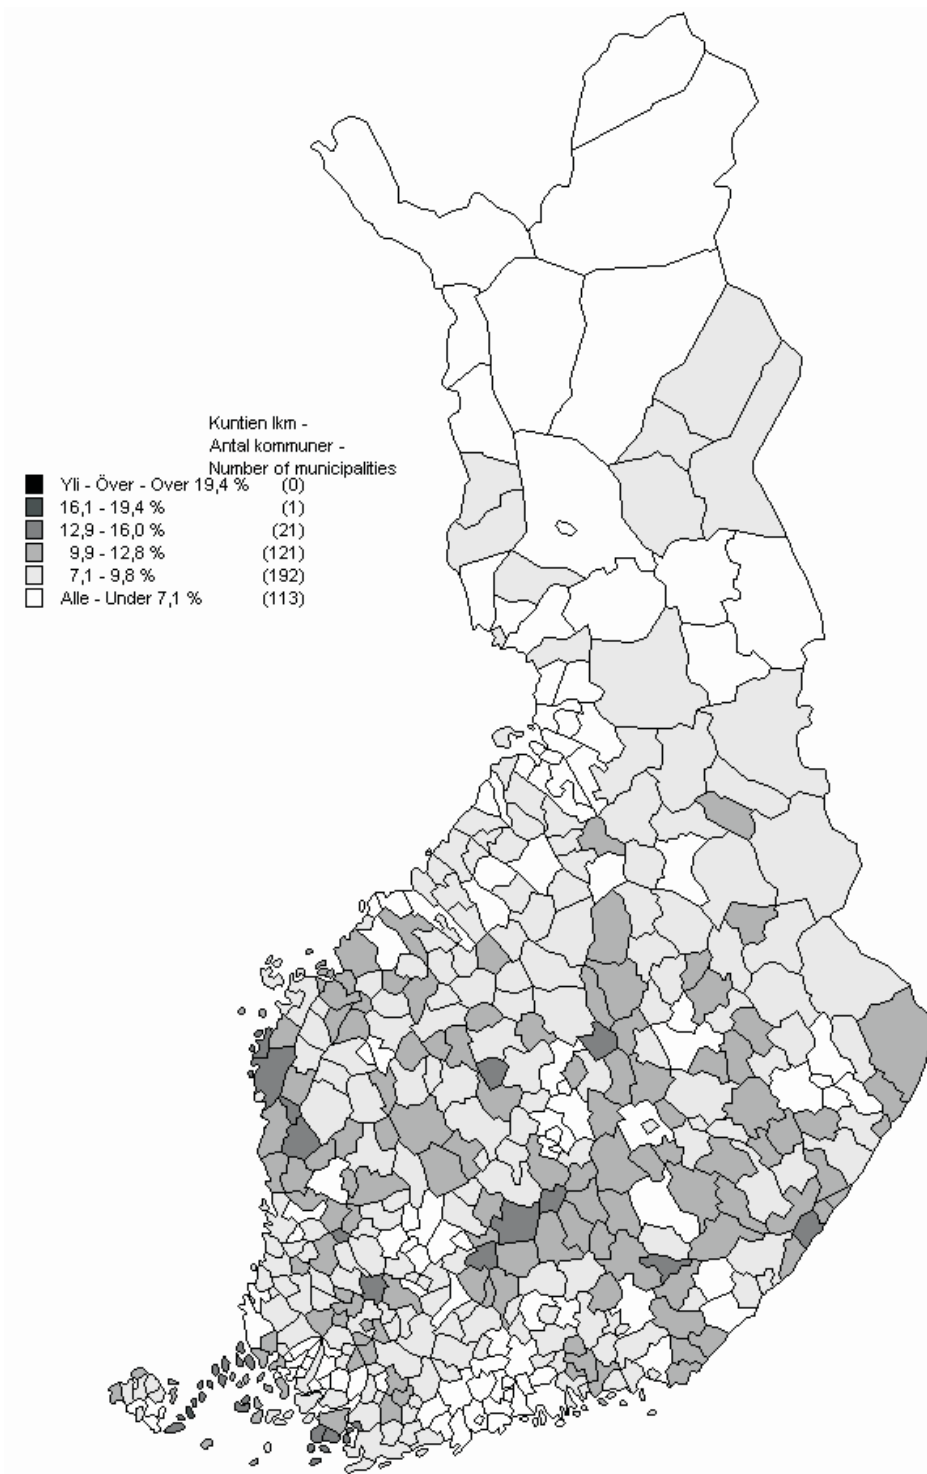 Kuntien lkm -
Antal kommuner -
Number of municipalities
Yli - Över - Over 19,4 % (0)
16,1 - 19,4 % (1)
12,9 - 16,0 % (21)
9,9 - 12,8 % (121)
7,1 - 9,8 % (192)
Alle - Under 7,1 % (113)